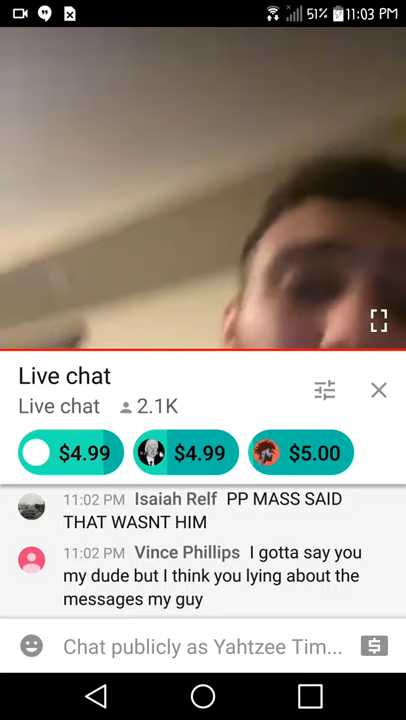 51% 11:03 PM
Live chat
Live chat 2.1K
$4.99 $4.99 $5.00
11:02 PM Isaiah Relf PP MASS SAID
THAT WASNT HIM
11:02 PM Vince Phillips I gotta say you
my dude but I think you lying about the
messages my guy
Chat publicly as Yahtzee Tim...